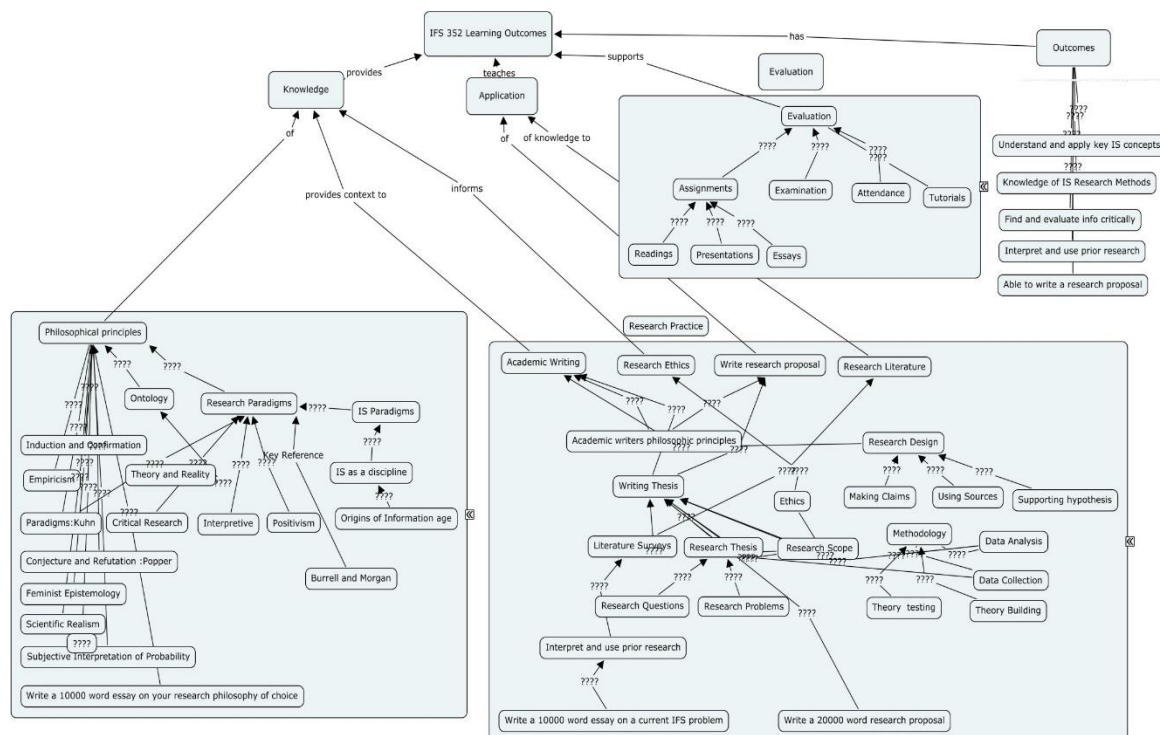 IFS 352 Learning Outcomes
has
Outcomes
provides
teaches
supports
Knowledge
Application
Evaluation
of
of
of knowledge to
provides context to
informs
Evaluation
????
????
????
????
Assignments
Examination
Attendance
Tutorials
????
????
????
Readings
Presentations
Essays
????
????
????
Understand and apply key IS concepts
????
Knowledge of IS Research Methods
Find and evaluate info critically
Interpret and use prior research
Able to write a research proposal
Philosophical principles
????
????
????
????
????
????
????
????
????
????
Ontology
Research Paradigms
????
IS Paradigms
????
IS as a discipline
????
Origins of Information age
Induction and Confirmation
Empiricism
Theory and Reality
Key Reference
????
????
????
????
Paradigms:Kuhn
Critical Research
Interpretive
Positivism
Burrell and Morgan
Conjecture and Refutation :Popper
Feminist Epistemology
Scientific Realism
????
Subjective Interpretation of Probability
Write a 10000 word essay on your research philosophy of choice
Research Practice
Academic Writing
Research Ethics
Write research proposal
Research Literature
????
????
????
????
Academic writers philosophic principles
Research Design
????
????
????
Making Claims
Using Sources
Supporting hypothesis
Writing Thesis
????
????
Ethics
????
????
Literature Surveys
Research Thesis
Research Scope
Methodology
Data Analysis
????
????
????
????
????
Data Collection
????
????
Theory testing
Theory Building
????
????
????
Research Questions
Research Problems
????
Interpret and use prior research
????
Write a 10000 word essay on a current IFS problem
Write a 20000 word research proposal